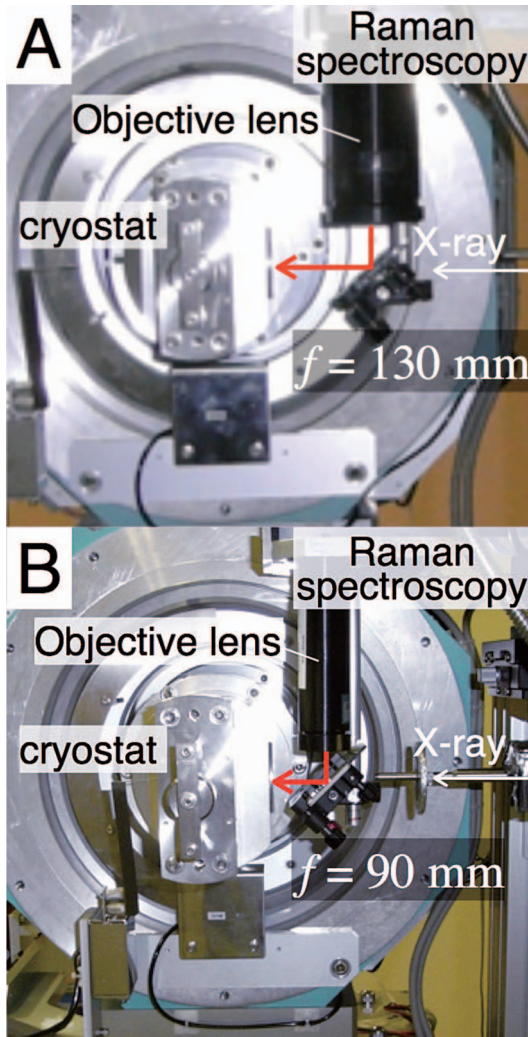 A
Raman
spectroscopy
Objective lens
cryostat
X-ray
f = 130 mm
B
Raman
spectroscopy
Objective lens
cryostat
X-ray
f = 90 mm